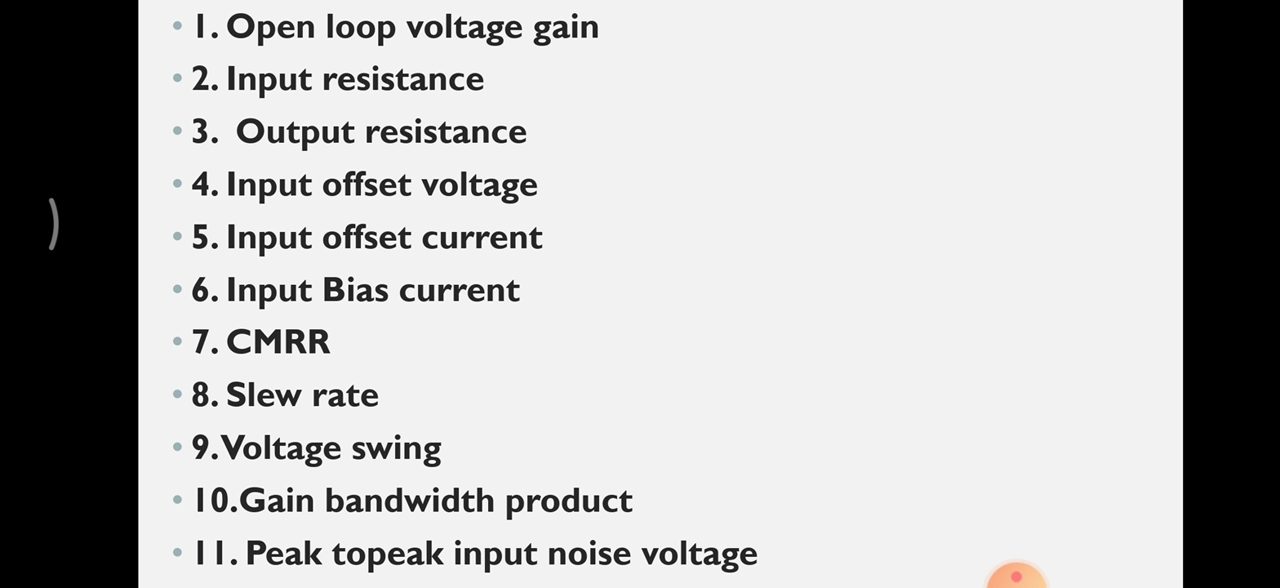 • 1. Open loop voltage gain
• 2. Input resistance
• 3. Output resistance
• 4. Input offset voltage
• 5. Input offset current
• 6. Input Bias current
• 7. CMRR
• 8. Slew rate
• 9.Voltage swing
• 10.Gain bandwidth product
• 11. Peak topeak input noise voltage